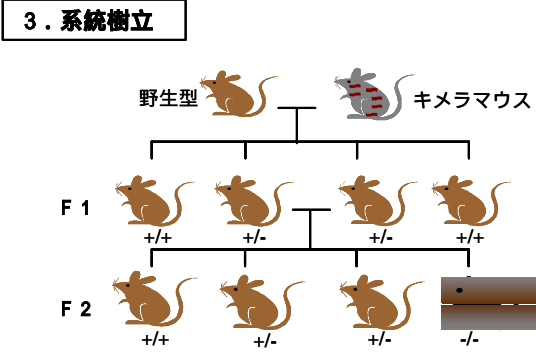 3．系統樹立
野生型 キメラマウス
F1
+/+ +/- +/- +/+
F2
+/+ +/- +/- -/-